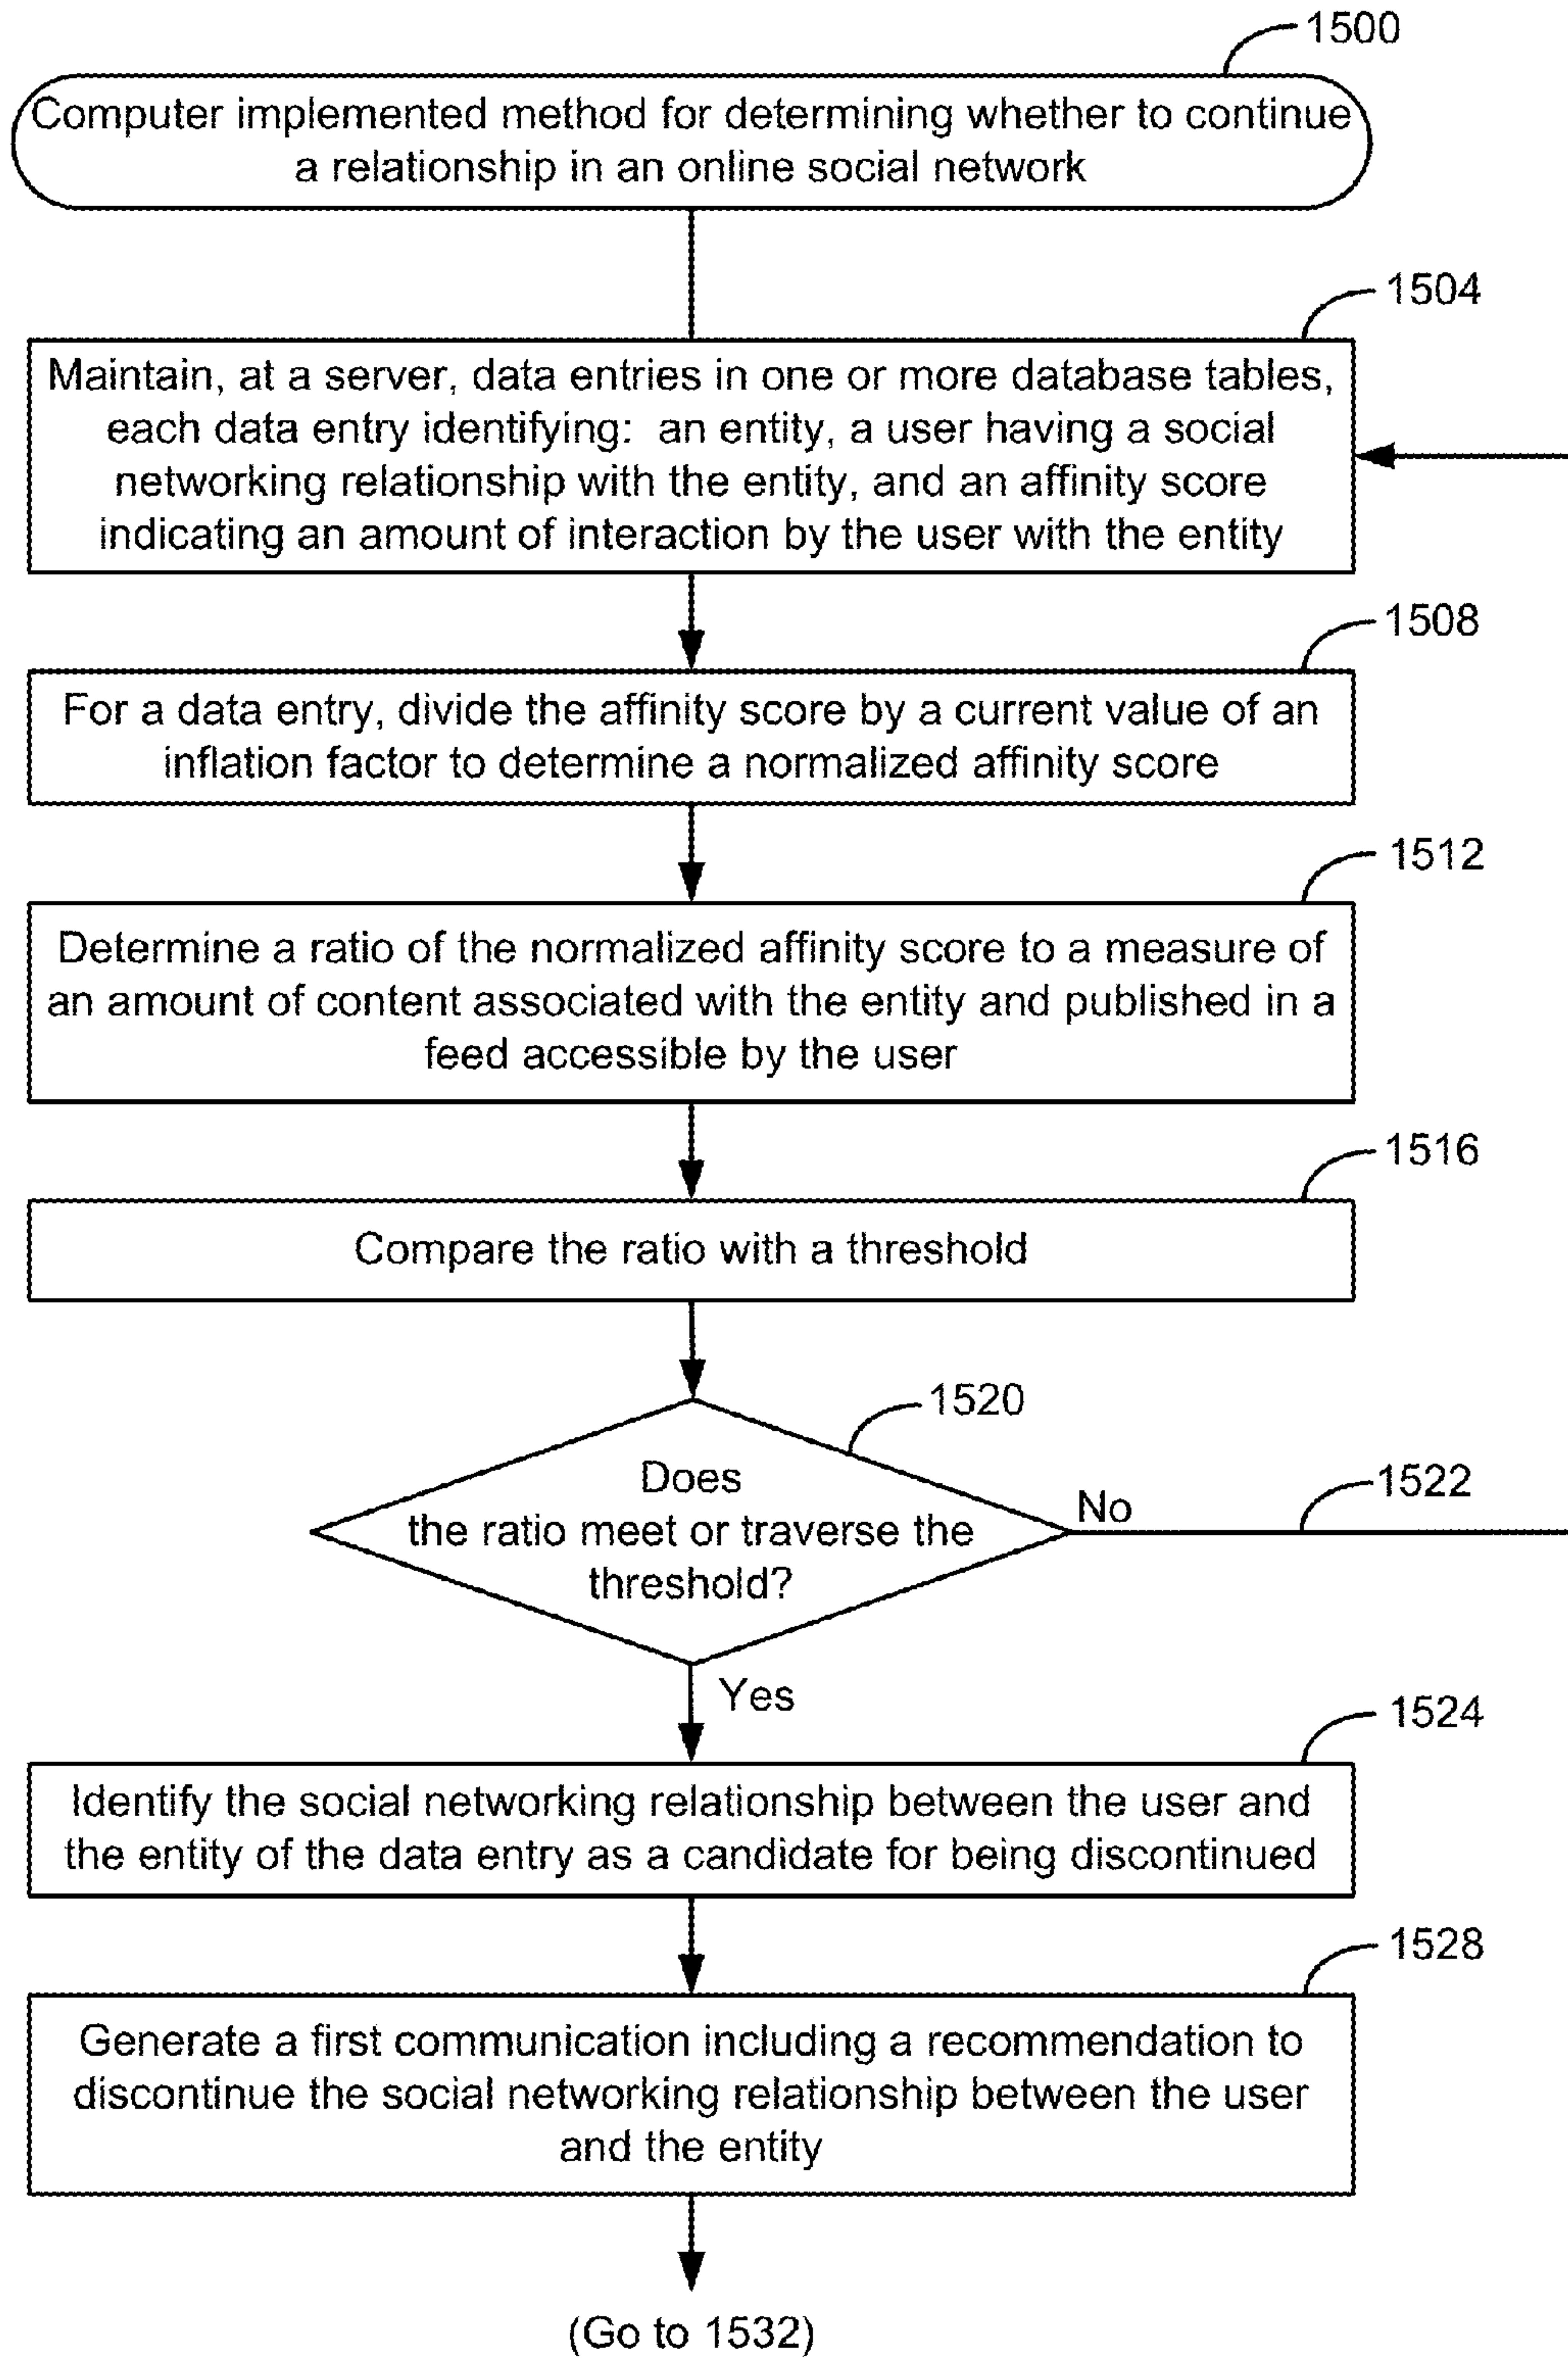 1500
Computer implemented method for determining whether to continue
a relationship in an online social network
1504
Maintain, at a server, data entries in one or more database tables,
each data entry identifying: an entity, a user having a social
networking relationship with the entity, and an affinity score
indicating an amount of interaction by the user with the entity
1508
For a data entry, divide the affinity score by a current value of an
inflation factor to determine a normalized affinity score
1512
Determine a ratio of the normalized affinity score to a measure of
an amount of content associated with the entity and published in a
feed accessible by the user
1516
Compare the ratio with a threshold
1520
Does
the ratio meet or traverse the
threshold?
No
1522
Yes
1524
Identify the social networking relationship between the user and
the entity of the data entry as a candidate for being discontinued
1528
Generate a first communication including a recommendation to
discontinue the social networking relationship between the user
and the entity
(Go to 1532)